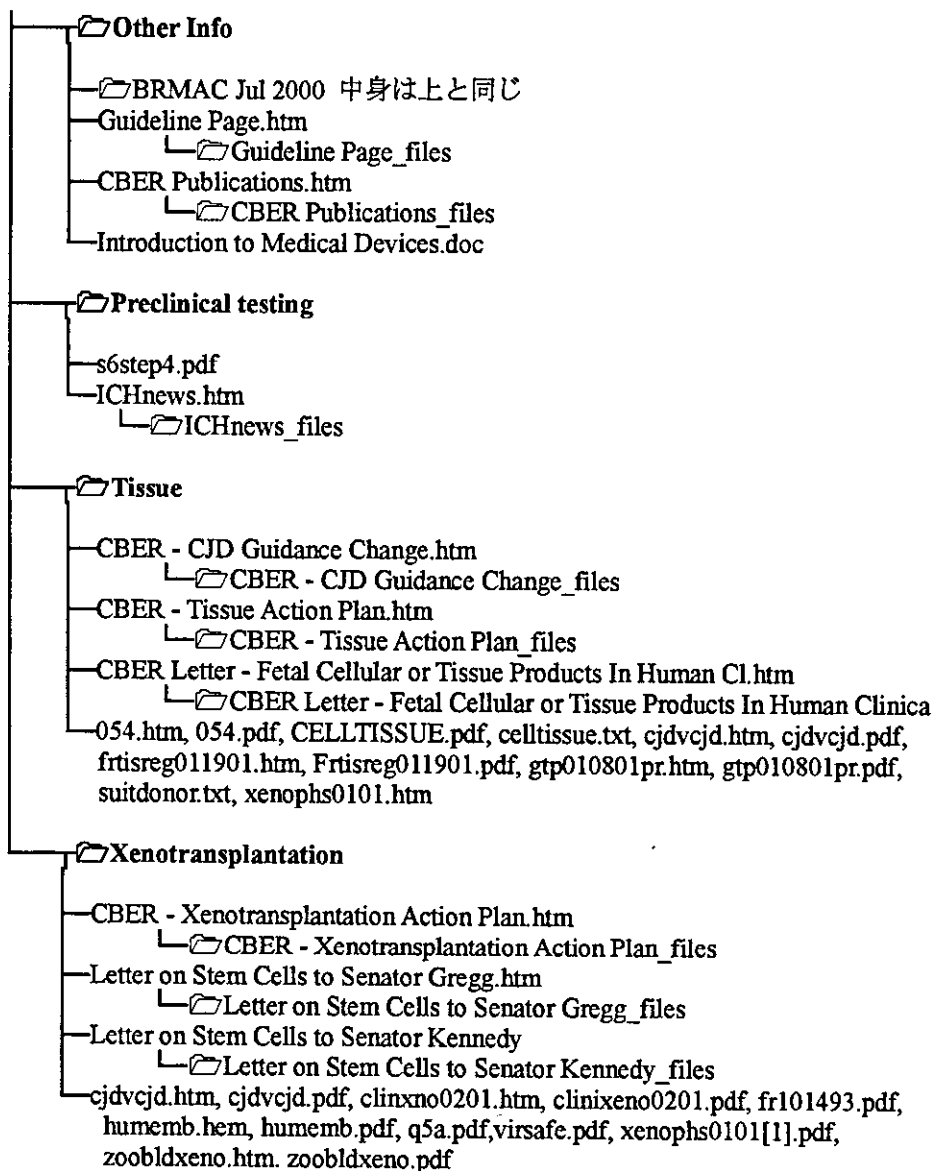 Other Info
BRMAC Jul 2000 中身は上と同じ
Guideline Page.htm
Guideline Page_files
CBER Publications.htm
CBER Publications_files
Introduction to Medical Devices.doc
Preclinical testing
s6step4.pdf
ICHnews.htm
ICHnews_files
Tissue
CBER - CJD Guidance Change.htm
CBER - CJD Guidance Change_files
CBER - Tissue Action Plan.htm
CBER - Tissue Action Plan_files
CBER Letter - Fetal Cellular or Tissue Products In Human Cl.htm
CBER Letter - Fetal Cellular or Tissue Products In Human Clinica
054.htm, 054.pdf, CELLTISSUE.pdf, celltissue.txt, cjdvcjd.htm, cjdvcjd.pdf,
frtisreg011901.htm, Frtisreg011901.pdf, gtp010801pr.htm, gtp010801pr.pdf,
suitdonor.txt, xenophs0101.htm
Xenotransplantation
CBER - Xenotransplantation Action Plan.htm
CBER - Xenotransplantation Action Plan_files
Letter on Stem Cells to Senator Gregg.htm
Letter on Stem Cells to Senator Gregg_files
Letter on Stem Cells to Senator Kennedy
Letter on Stem Cells to Senator Kennedy_files
cjdvcjd.htm, cjdvcjd.pdf, clinxno0201.htm, clinixeno0201.pdf, fr101493.pdf,
humemb.hem, humemb.pdf, q5a.pdf,virsafe.pdf, xenophs0101[1].pdf,
zoobldxeno.htm. zoobldxeno.pdf